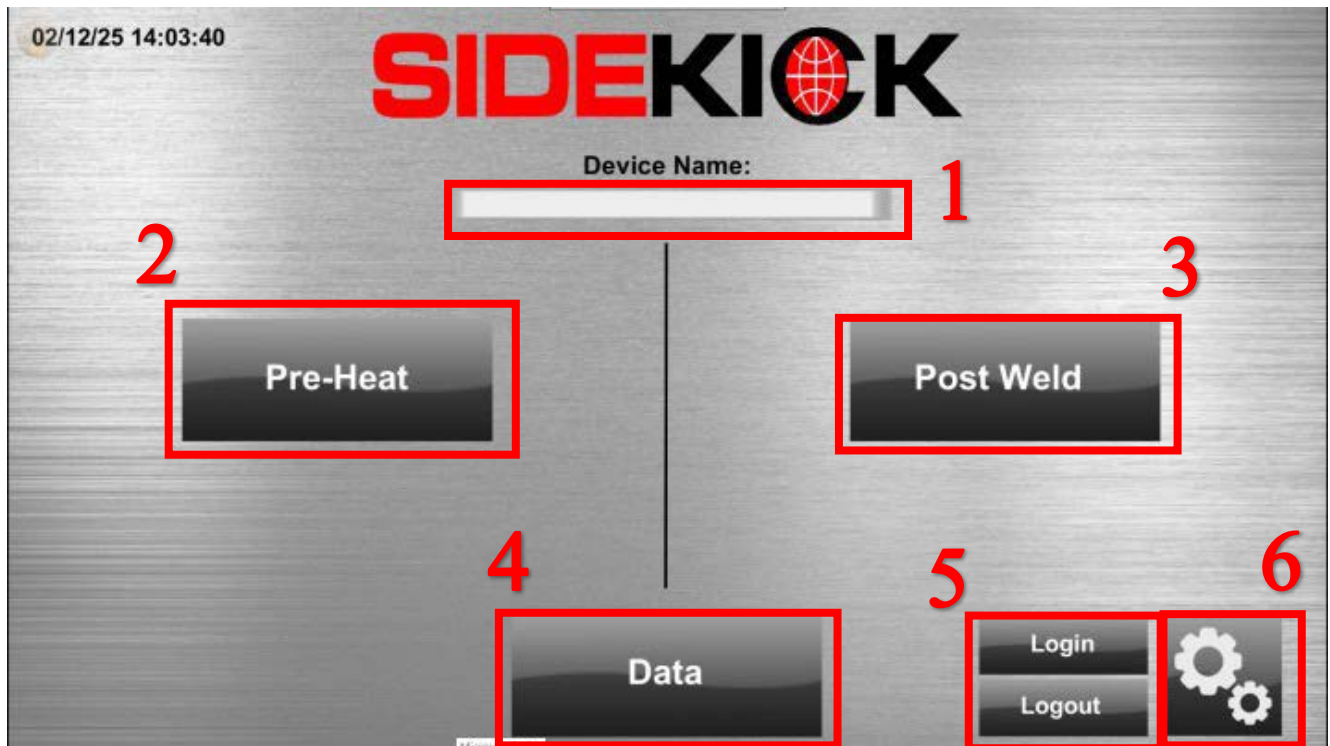 02/12/25 14:03:40
SIDEKICK
Device Name:
1
2
3
Pre-Heat
Post Weld
4
5
6
Data
Login
Logout